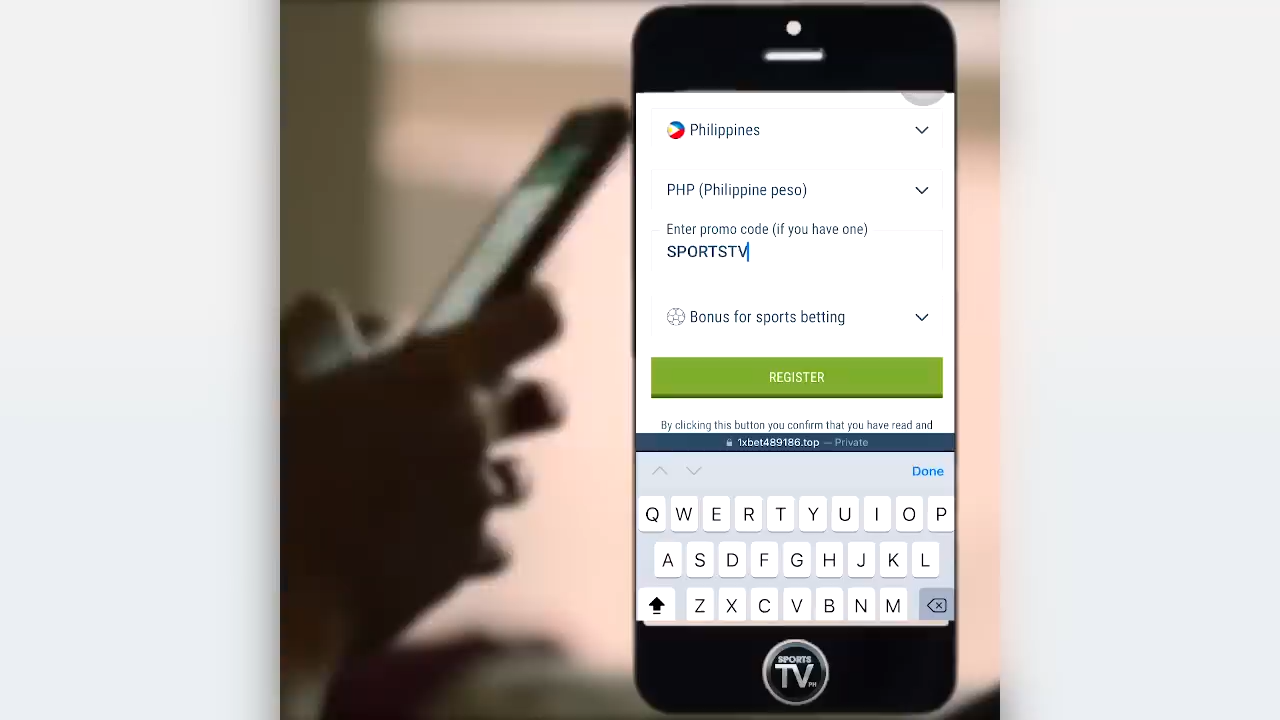 Philippines
PHP (Philippine peso)
Enter promo code (if you have one)
SPORTSTV
Bonus for sports betting
REGISTER
By clicking this button you confirm that you have read and
1xbet489186.top — Private
Done
Q W E R T Y U I O P
A S D F G H J K L
Z X C V B N M
SPORTS
TV PH